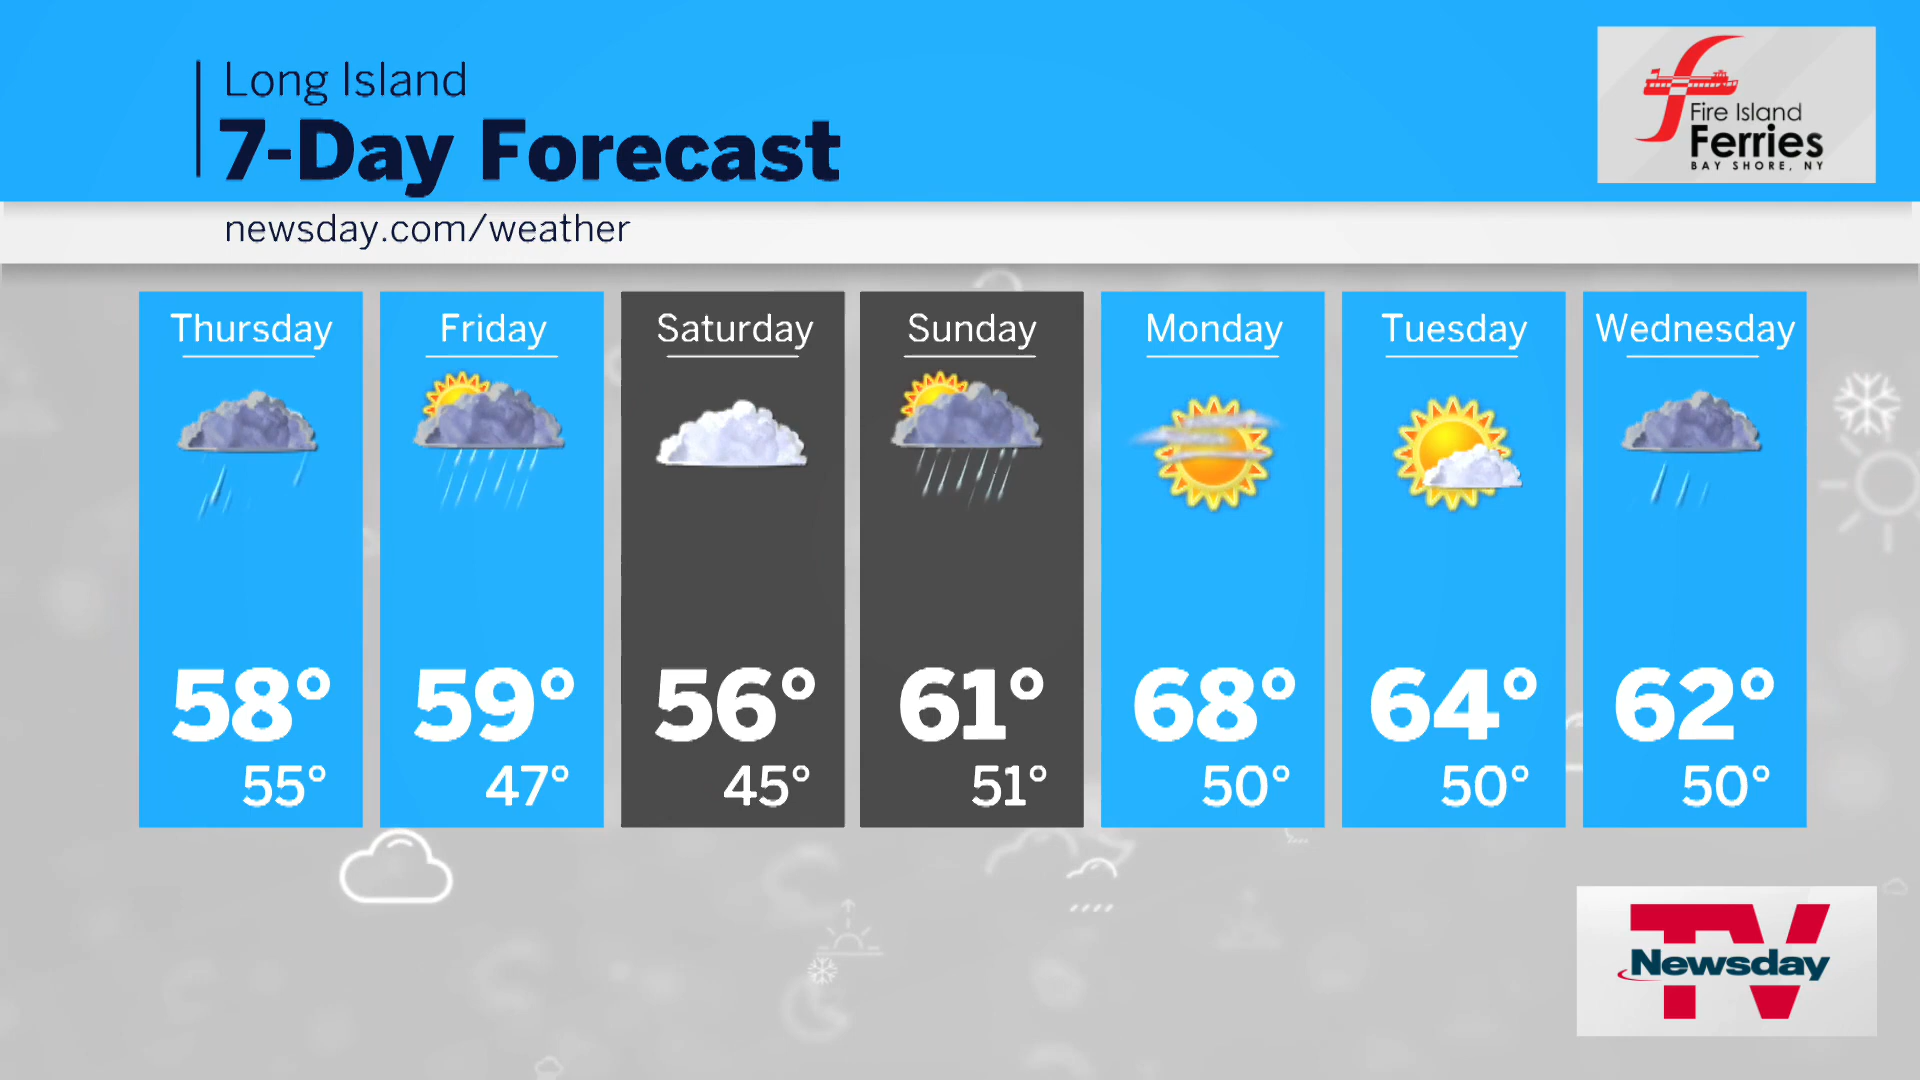 Long Island
7-Day Forecast
newsday.com/weather
Fire Island
Ferries
BAY SHORE, NY
Thursday
58°
55°
Friday
59°
47°
Saturday
56°
45°
Sunday
61°
51°
Monday
68°
50°
Tuesday
64°
50°
Wednesday
62°
50°
TV
Newsday